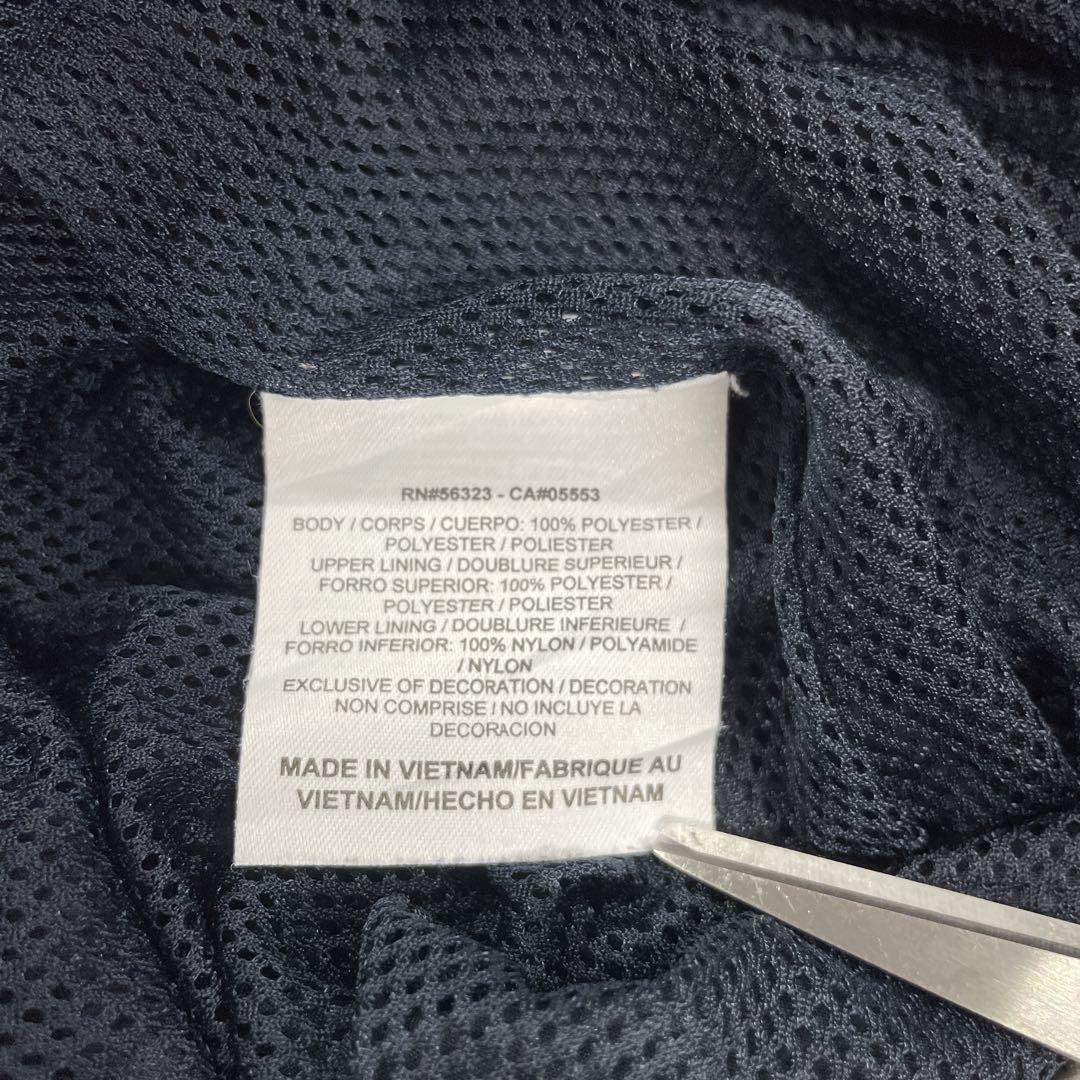 RN#56323 - CA#05553
BODY / CORPS / CUERPO: 100% POLYESTER /
POLYESTER / POLIESTER
UPPER LINING / DOUBLURE SUPERIEUR /
FORRO SUPERIOR: 100% POLYESTER /
POLYESTER / POLIESTER
LOWER LINING / DOUBLURE INFERIEURE /
FORRO INFERIOR: 100% NYLON / POLYAMIDE
/ NYLON
EXCLUSIVE OF DECORATION / DECORATION
NON COMPRISE / NO INCLUYE LA
DECORACION
MADE IN VIETNAM/FABRIQUE AU
VIETNAM/HECHO EN VIETNAM